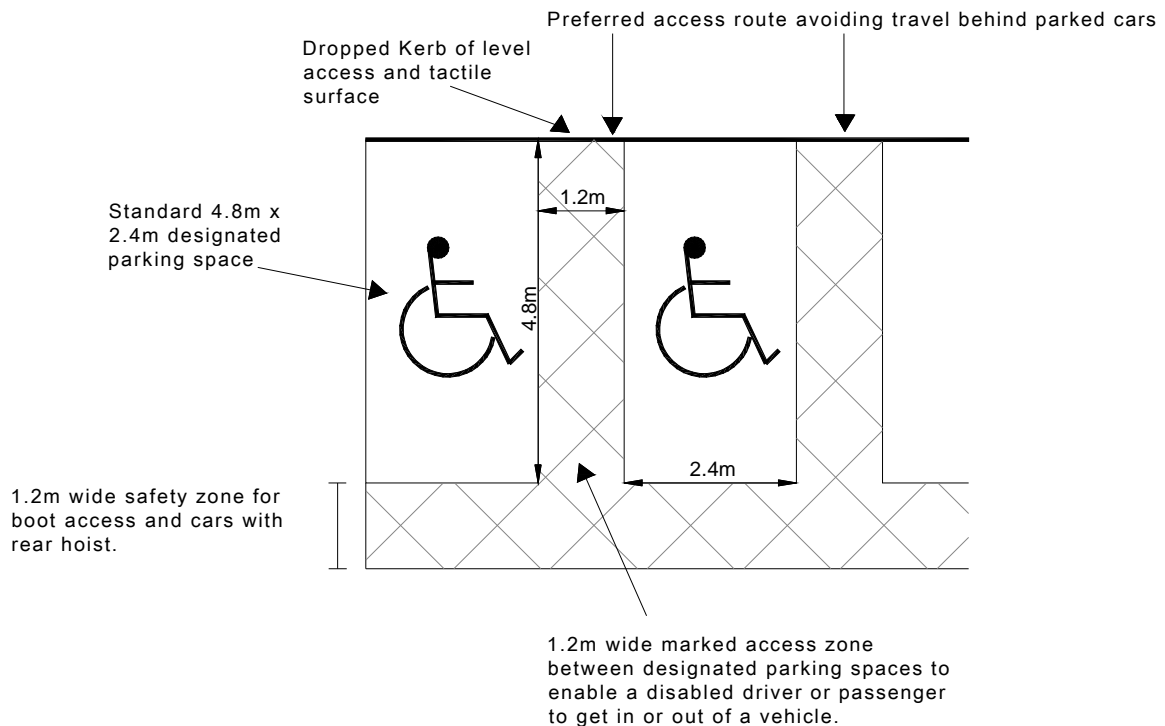 Preferred access route avoiding travel behind parked cars
Dropped Kerb of level
access and tactile
surface
1.2m
Standard 4.8m x
2.4m designated
parking space
4.8m
2.4m
1.2m wide safety zone for
boot access and cars with
rear hoist.
1.2m wide marked access zone
between designated parking spaces to
enable a disabled driver or passenger
to get in or out of a vehicle.